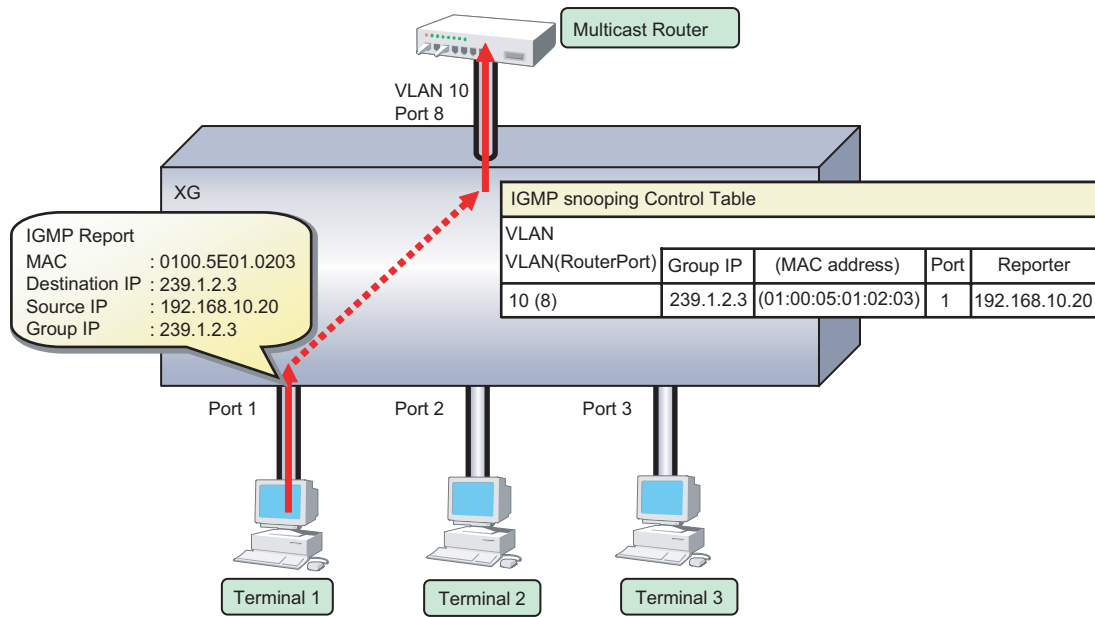 Multicast Router
VLAN 10
Port 8
XG
IGMP snooping Control Table
VLAN
VLAN(RouterPort) Group IP (MAC address) Port Reporter
10 (8) 239.1.2.3 (01:00:05:01:02:03) 1 192.168.10.20
IGMP Report
MAC : 0100.5E01.0203
Destination IP : 239.1.2.3
Source IP : 192.168.10.20
Group IP : 239.1.2.3
Port 1 Port 2 Port 3
Terminal 1 Terminal 2 Terminal 3